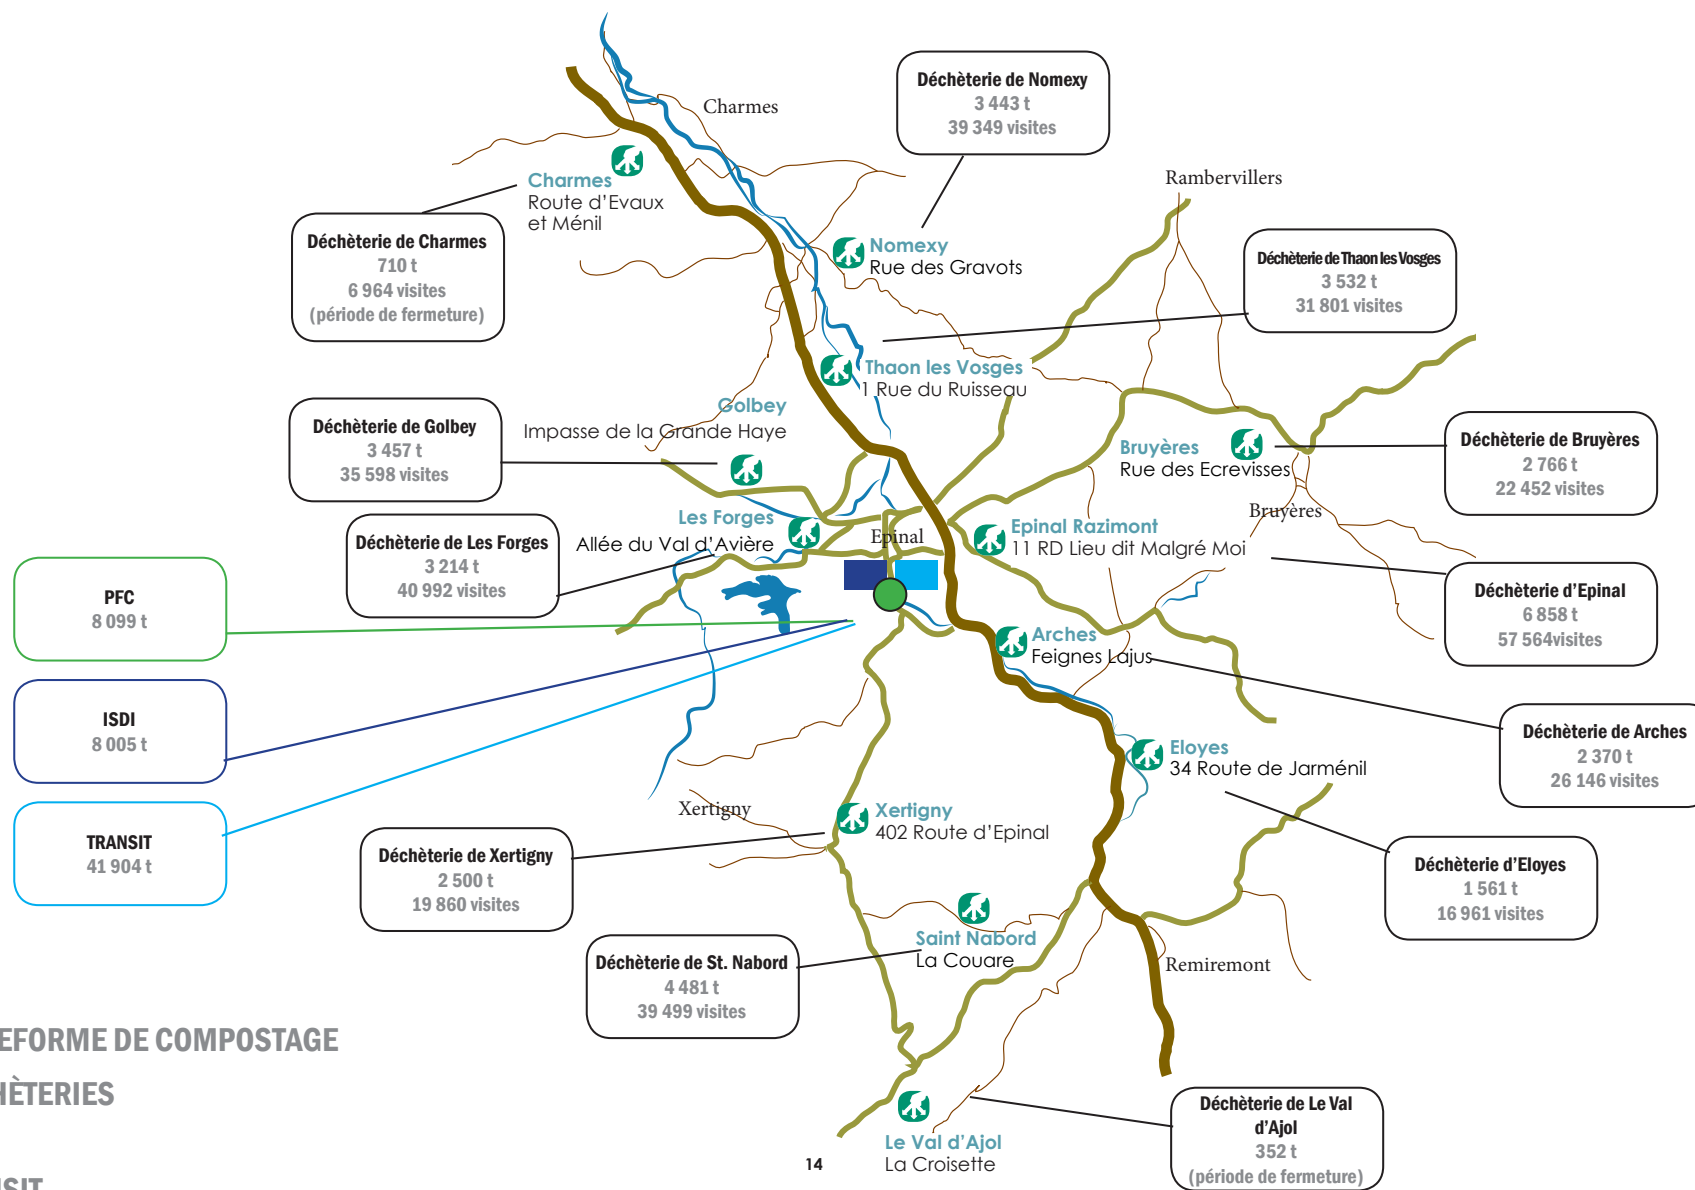 Déchèterie de Nomexy
3 443 t
39 349 visites
Charmes
Rambervillers
Charmes
Route d'Evaux
et Ménil
Déchèterie de Charmes
710 t
6 964 visites
(période de fermeture)
Nomexy
Rue des Gravots
Déchèterie de Thaon les Vosges
3 532 t
31 801 visites
Thaon les Vosges
1 Rue du Ruisseau
Golbey
Impasse de la Grande Haye
Déchèterie de Golbey
3 457 t
35 598 visites
Bruyères
Rue des Ecrevisses
Déchèterie de Bruyères
2 766 t
22 452 visites
Bruyères
Les Forges
Allée du Val d'Avière
Epinal
Epinal Razimont
11 RD Lieu dit Malgré Moi
Déchèterie de Les Forges
3 214 t
40 992 visites
PFC
8 099 t
Déchèterie d'Epinal
6 858 t
57 564visites
Arches
Feignes Lajus
ISDI
8 005 t
Déchèterie de Arches
2 370 t
26 146 visites
Eloyes
34 Route de Jarménil
TRANSIT
41 904 t
Xertigny
Xertigny
402 Route d'Epinal
Déchèterie de Xertigny
2 500 t
19 860 visites
Déchèterie d'Eloyes
1 561 t
16 961 visites
Saint Nabord
La Couare
Déchèterie de St. Nabord
4 481 t
39 499 visites
Remiremont
EFORME DE COMPOSTAGE
HÈTERIES
Déchèterie de Le Val
d'Ajol
352 t
(période de fermeture)
Le Val d'Ajol
La Croisette
14
NSIT